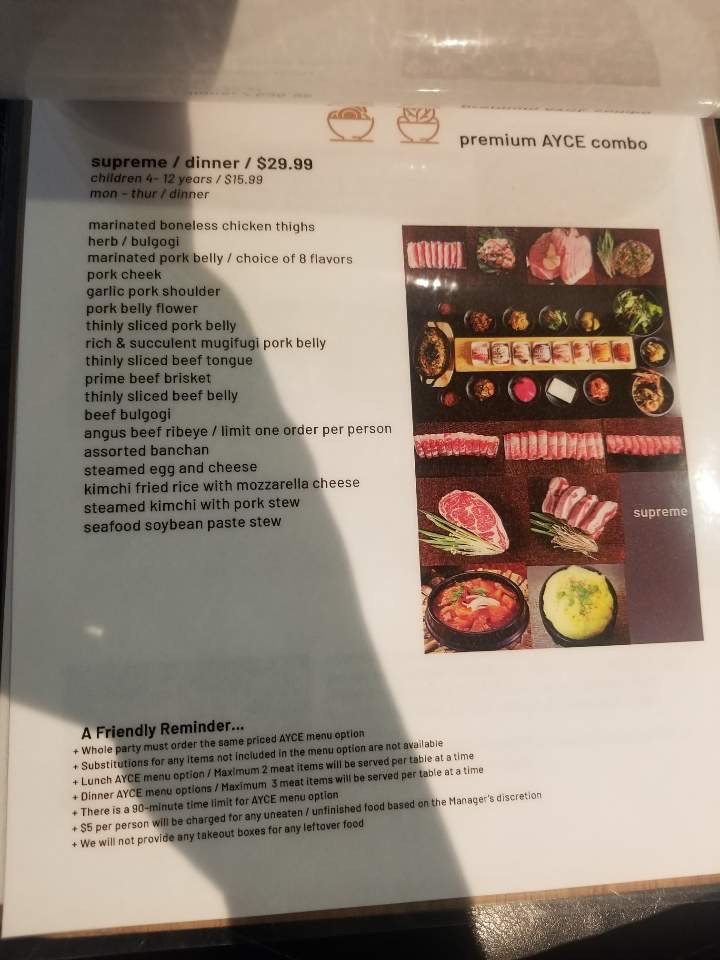 premium AYCE combo
supreme / dinner / $29.99
children 4- 12 years / $15.99
mon - thur / dinner
marinated boneless chicken thighs
herb / bulgogi
marinated pork belly / choice of 8 flavors
pork cheek
garlic pork shoulder
pork belly flower
thinly sliced pork belly
rich & succulent mugifugi pork belly
thinly sliced beef tongue
prime beef brisket
thinly sliced beef belly
beef bulgogi
angus beef ribeye / limit one order per person
assorted banchan
steamed egg and cheese
kimchi fried rice with mozzarella cheese
steamed kimchi with pork stew
seafood soybean paste stew
supreme
A Friendly Reminder...
+ Whole party must order the same priced AYCE menu option
+ Substitutions for any items not included in the menu option are not available
+ Lunch AYCE menu option / Maximum 2 meat items will be served per table at a time
+ Dinner AYCE menu options / Maximum 3 meat items will be served per table at a time
+ There is a 90-minute time limit for AYCE menu option
+ $5 per person will be charged for any uneaten / unfinished food based on the Manager's discretion
+ We will not provide any takeout boxes for any leftover food